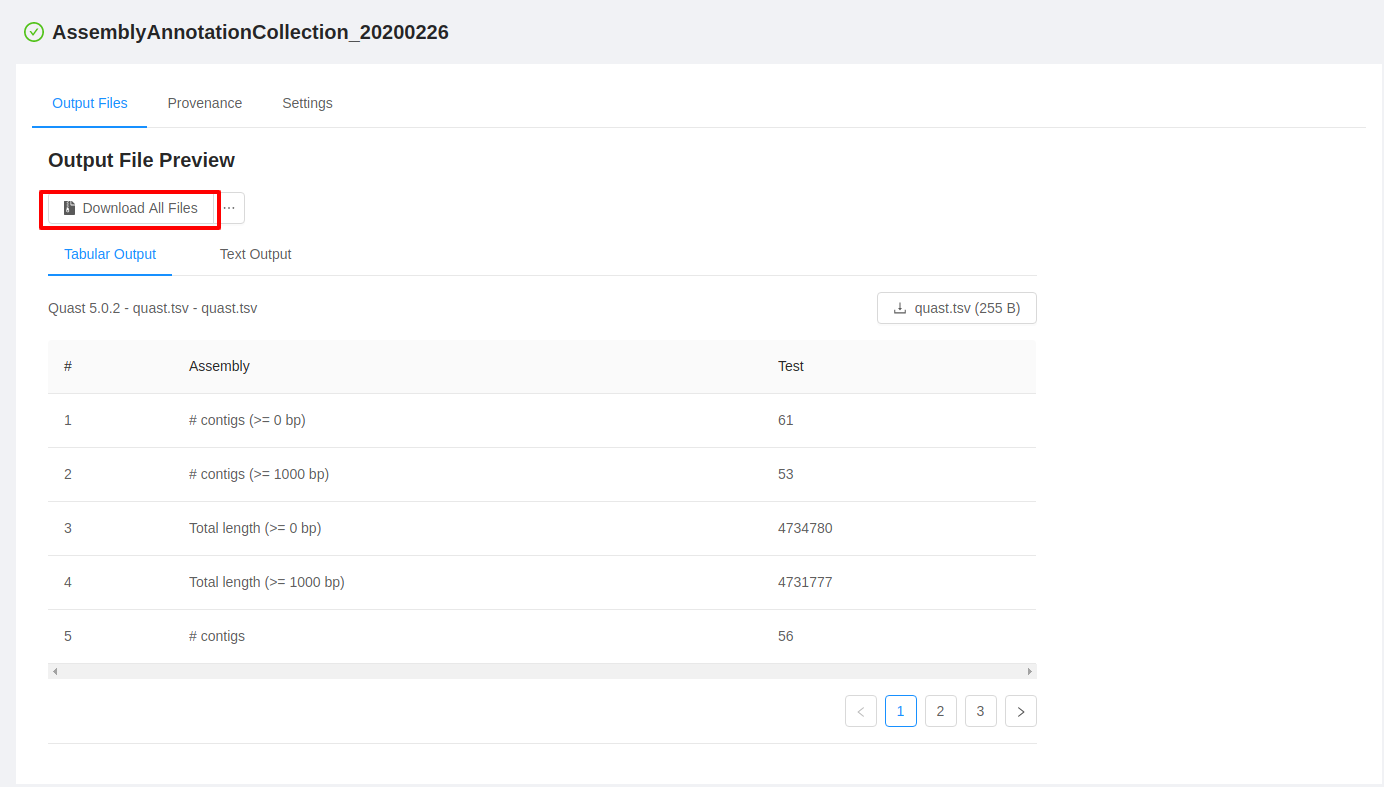 AssemblyAnnotationCollection_20200226
Output Files Provenance Settings
Output File Preview
Download All Files ...
Tabular Output Text Output
Quast 5.0.2 - quast.tsv - quast.tsv quast.tsv (255 B)
# Assembly Test
1 # contigs (>= 0 bp) 61
2 # contigs (>= 1000 bp) 53
3 Total length (>= 0 bp) 4734780
4 Total length (>= 1000 bp) 4731777
5 # contigs 56
< 1 2 3 >